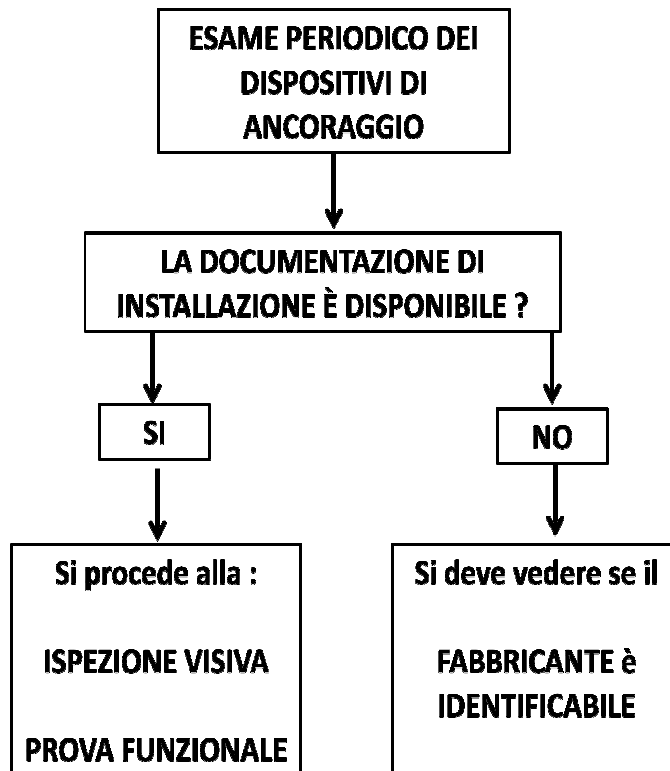 ESAME PERIODICO DEI
DISPOSITIVI DI
ANCORAGGIO
LA DOCUMENTAZIONE DI
INSTALLAZIONE È DISPONIBILE ?
SI
NO
Si procede alla :
ISPEZIONE VISIVA
PROVA FUNZIONALE
Si deve vedere se il
FABBRICANTE è
IDENTIFICABILE